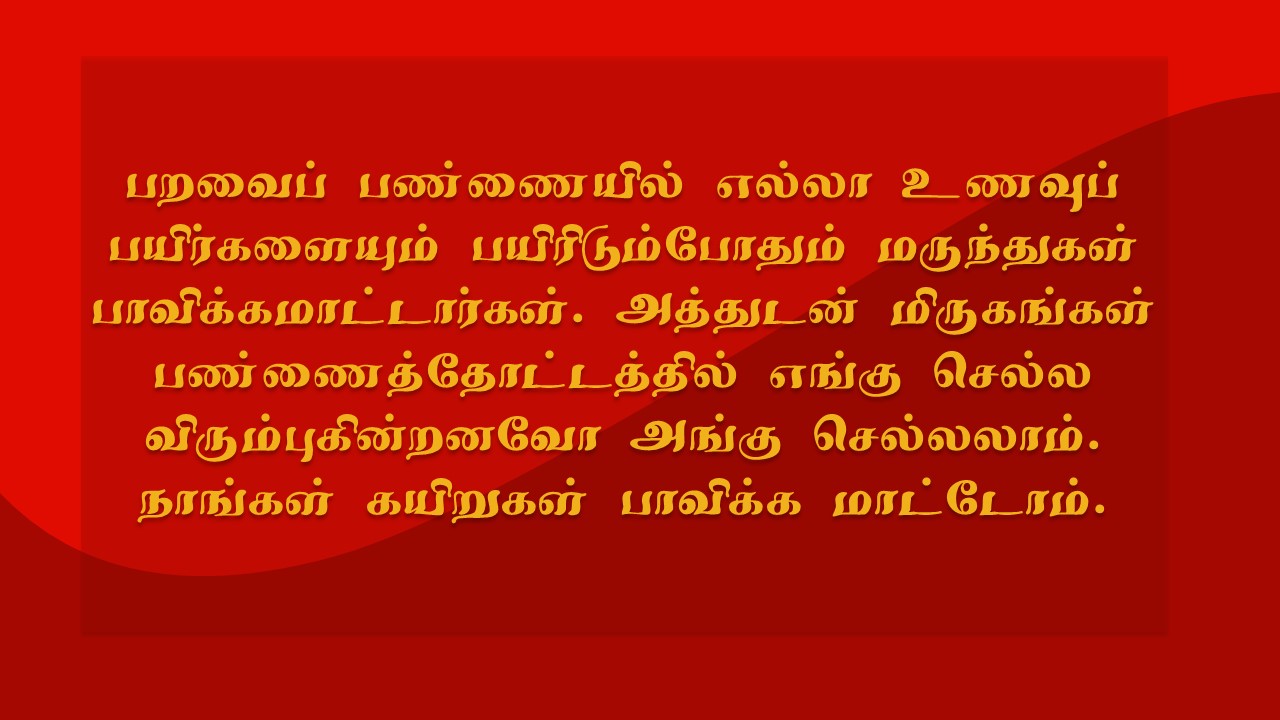 பறவைப் பண்ணையில் எல்லா உணவுப்
பயிர்களையும் பயிரிடும்போதும் மருந்துகள்
பாவிக்கமாட்டார்கள். அத்துடன் மிருகங்கள்
பண்ணைத்தோட்டத்தில் எங்கு செல்ல
விரும்புகின்றனவோ அங்கு செல்லலாம்.
நாங்கள் கயிறுகள் பாவிக்க மாட்டோம்.